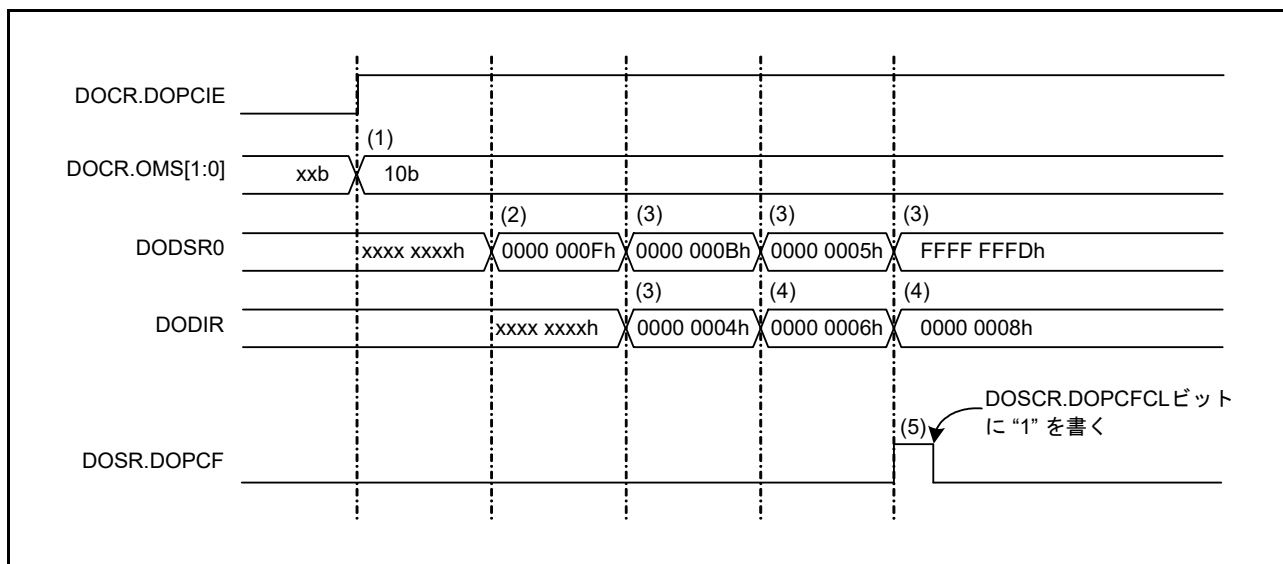 DOCR.DOPCIE
(1)
DOCR.OMS[1:0] xxb 10b
(2) (3) (3) (3)
DODSR0 xxxx xxxxh 0000 000Fh 0000 000Bh 0000 0005h FFFF FFFDh
(3) (4) (4)
DODIR xxxx xxxxh 0000 0004h 0000 0006h 0000 0008h
DOSCR.DOPCFCLビット
(5) に “1” を書く
DOSR.DOPCF